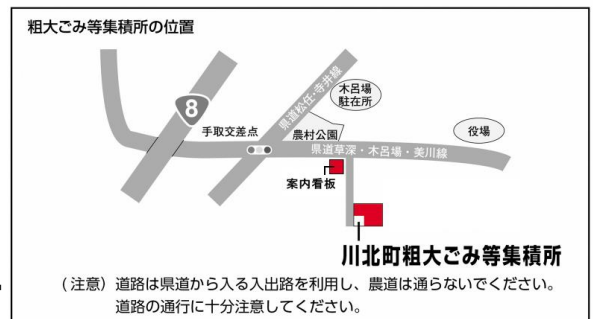 粗大ごみ等集積所の位置
8
県道松任・寺井線
木呂場
駐在所
手取交差点
農村公園
役場
県道草深・木呂場・美川線
案内看板
川北町粗大ごみ等集積所
(注意) 道路は県道から入る入出路を利用し、農道は通らないでください。
道路の通行に十分注意してください。